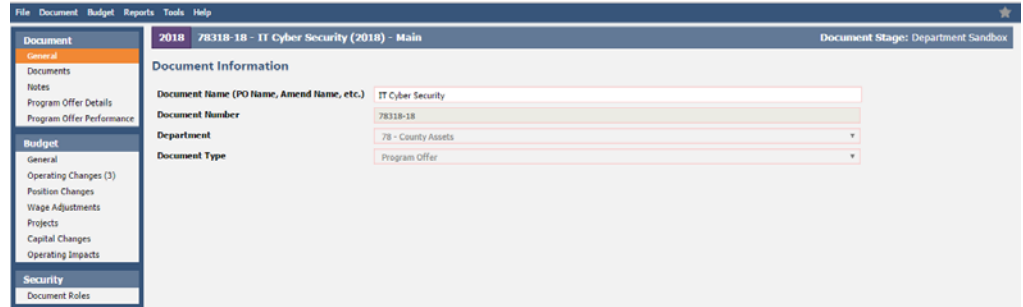 File Document Budget Reports Tools Help
Document
General
Documents
Notes
Program Offer Details
Program Offer Performance
Budget
General
Operating Changes (3)
Position Changes
Wage Adjustments
Projects
Capital Changes
Operating Impacts
Security
Document Roles
2018 78318-18 - IT Cyber Security (2018) - Main Document Stage: Department Sandbox
Document Information
Document Name (PO Name, Amend Name, etc.) IT Cyber Security
Document Number 78318-18
Department 78 - County Assets
Document Type Program Offer